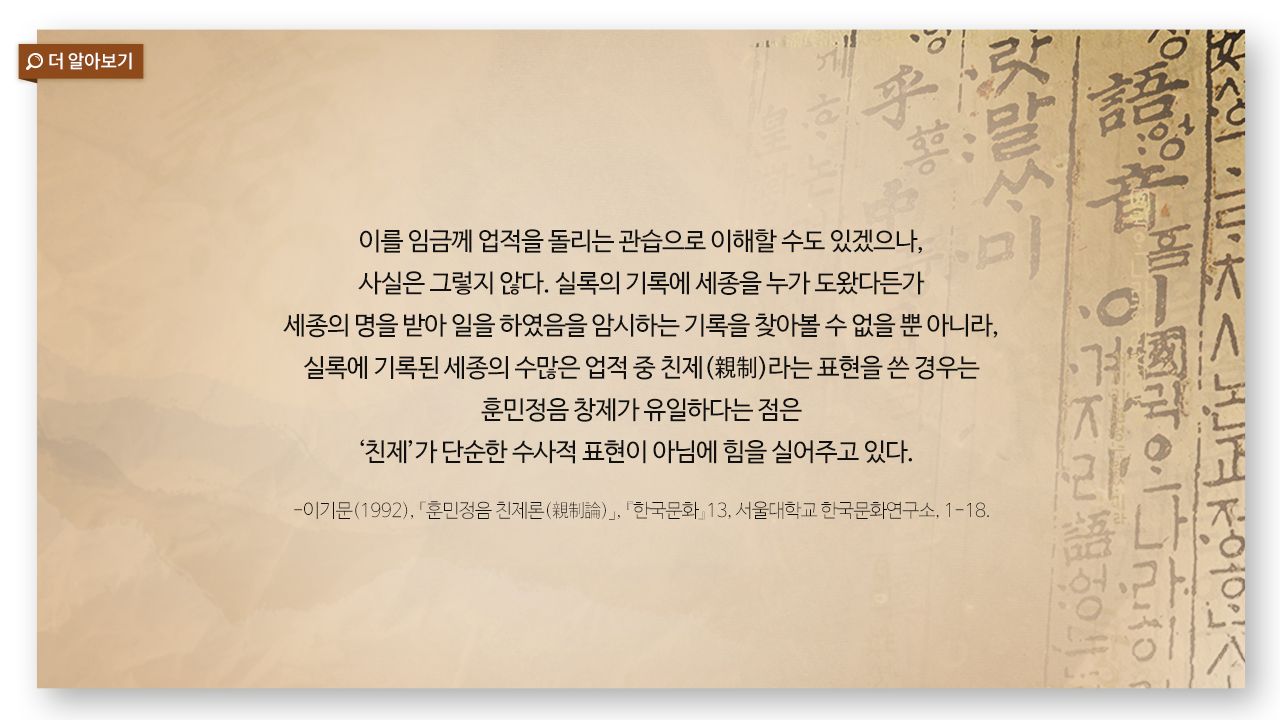 더 알아보기
이를 임금께 업적을 돌리는 관습으로 이해할 수도 있겠으나,
사실은 그렇지 않다. 실록의 기록에 세종을 누가 도왔다든가
세종의 명을 받아 일을 하였음을 암시하는 기록을 찾아볼 수 없을 뿐 아니라,
실록에 기록된 세종의 수많은 업적 중 친제(親制)라는 표현을 쓴 경우는
훈민정음 창제가 유일하다는 점은
‘친제’가 단순한 수사적 표현이 아님에 힘을 실어주고 있다.
-이기문(1992), 「훈민정음 친제론(親制論)」, 『한국문화』13, 서울대학교 한국문화연구소, 1-18.